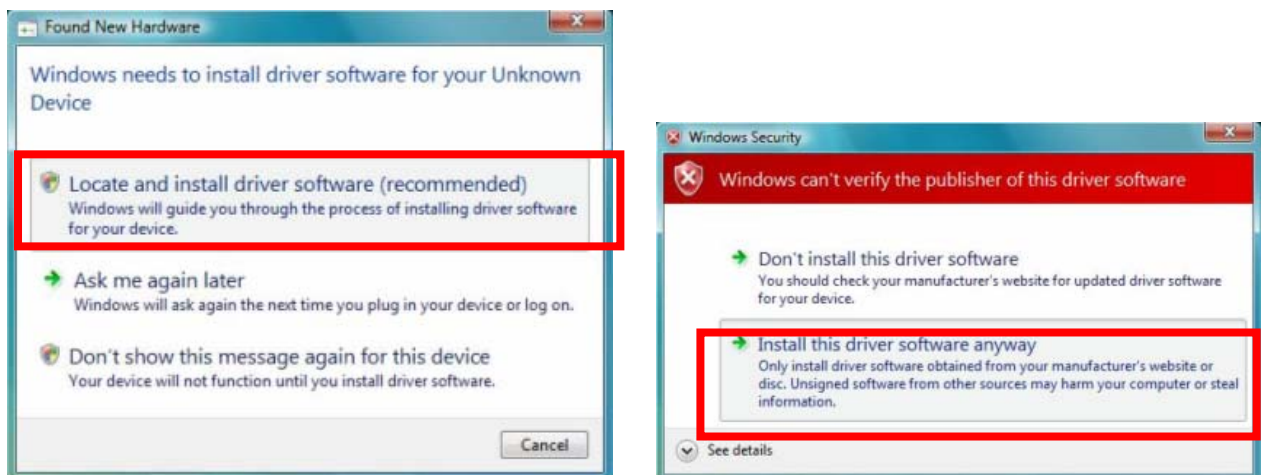 Found New Hardware
Windows needs to install driver software for your Unknown
Device
Locate and install driver software (recommended)
Windows will guide you through the process of installing driver software
for your device.
Ask me again later
Windows will ask again the next time you plug in your device or log on.
Don't show this message again for this device
Your device will not function until you install driver software.
Cancel
Windows Security
Windows can't verify the publisher of this driver software
Don't install this driver software
You should check your manufacturer's website for updated driver software
for your device.
Install this driver software anyway
Only install driver software obtained from your manufacturer's website or
disc. Unsigned software from other sources may harm your computer or steal
information.
See details